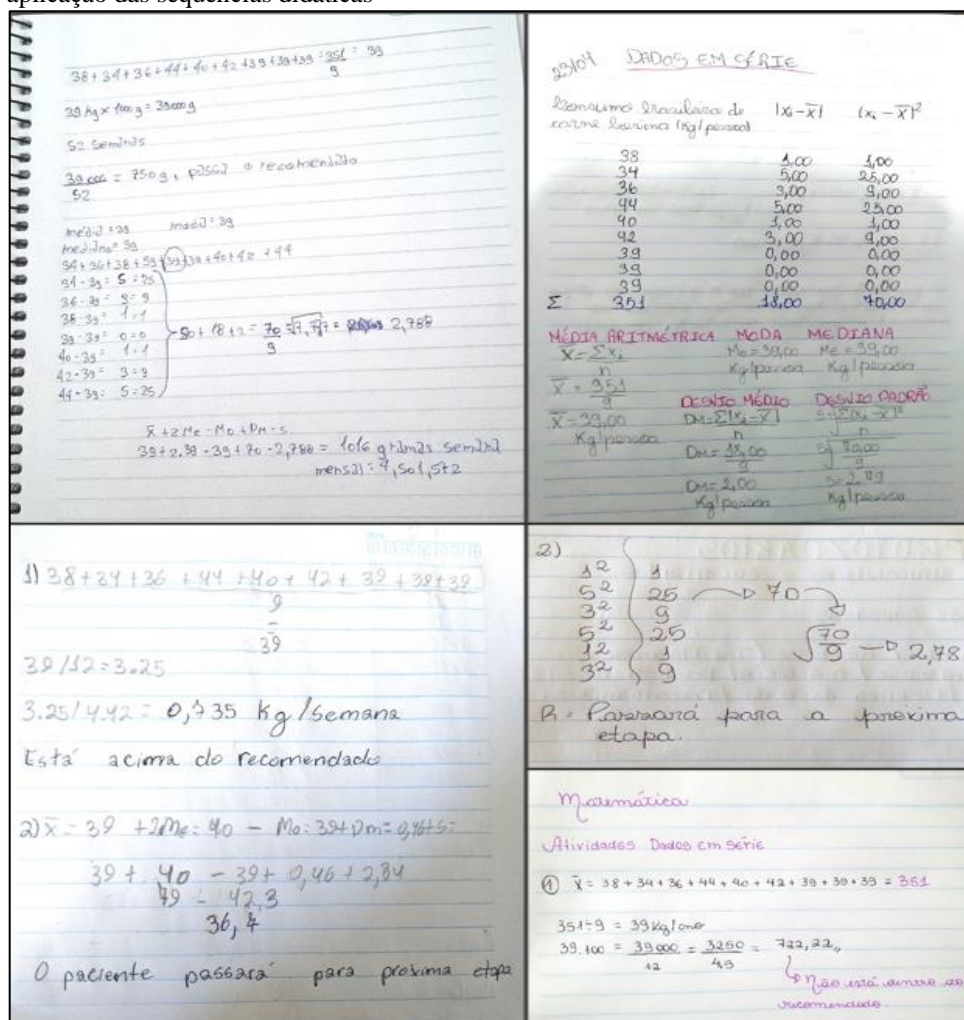 aplicação das sequências didáticas
38+34+36+44+40+42+39+39+39 = 351 = 39
9
39 kg x 1000 g = 39000 g
52 semanas
39000 = 750 g, passa o recomendado
52
média = 39 moda = 39
mediana = 39
34+36+38+39+39+39+40+42+44
34-39 = 5 = 25
36-39 = 3 = 9
38-39 = 1 = 1
39-39 = 0 = 0
40-39 = 1 = 1
42-39 = 3 = 9
44-39 = 5 = 25
50+18+2 = 70 = √7,77 = 2,788
9
X̄ + 2Me - Mo + DM - s
39 + 2.39 - 39 + 70 - 2,788 = 1016 gramas semana
mensal =
23/04 DADOS EM SÉRIE
Consumo brasileiro de |Xi-X̄| (xi-X̄)²
carne bovina (Kg/pessoa)
38 1,00 1,00
34 5,00 25,00
36 3,00 9,00
44 5,00 25,00
40 1,00 1,00
42 3,00 9,00
39 0,00 0,00
39 0,00 0,00
39 0,00 0,00
Σ 351 18,00 70,00
MÉDIA ARITMÉTRICA MODA MEDIANA
X̄ = Σxi Mo = 39,00 Me = 39,00
n Kg/pessoa Kg/pessoa
X̄ = 351
9
X̄ = 39,00
Kg/pessoa
DESVIO MÉDIO DESVIO PADRÃO
DM = Σ|Xi-X̄| S = √Σ(Xi-X̄)²
n n
DM = 18,00 S = √70,00
9 9
DM = 2,00 S = 2,79
Kg/pessoa Kg/pessoa
1) 38+34+36+44+40+42+39+39+39
9
=
39
39/12 = 3.25
3.25/4.42 = 0,735 kg/semana
Está acima do recomendado
2) X̄ = 39 + 2Me = 40 - Mo = 39 + Dm = 0,46 + S =
39 + 40 - 39 + 0,46 + 2,84
79 - 42,3
36,7
O paciente passará para próxima etapa
2)
1² 1
5² 25 → 70
3² 9
5² 25 √70/9 → 2,78
1² 1
3² 9
R = Passará para a próxima
etapa.
Matemática
Atividades Dados em série
① X̄ = 38+34+36+44+40+42+39+39+39 = 351
351÷9 = 39 Kg/ano
39.100 = 39000 = 3250 = 722,22
12 4,5
Não está dentro do
recomendado.